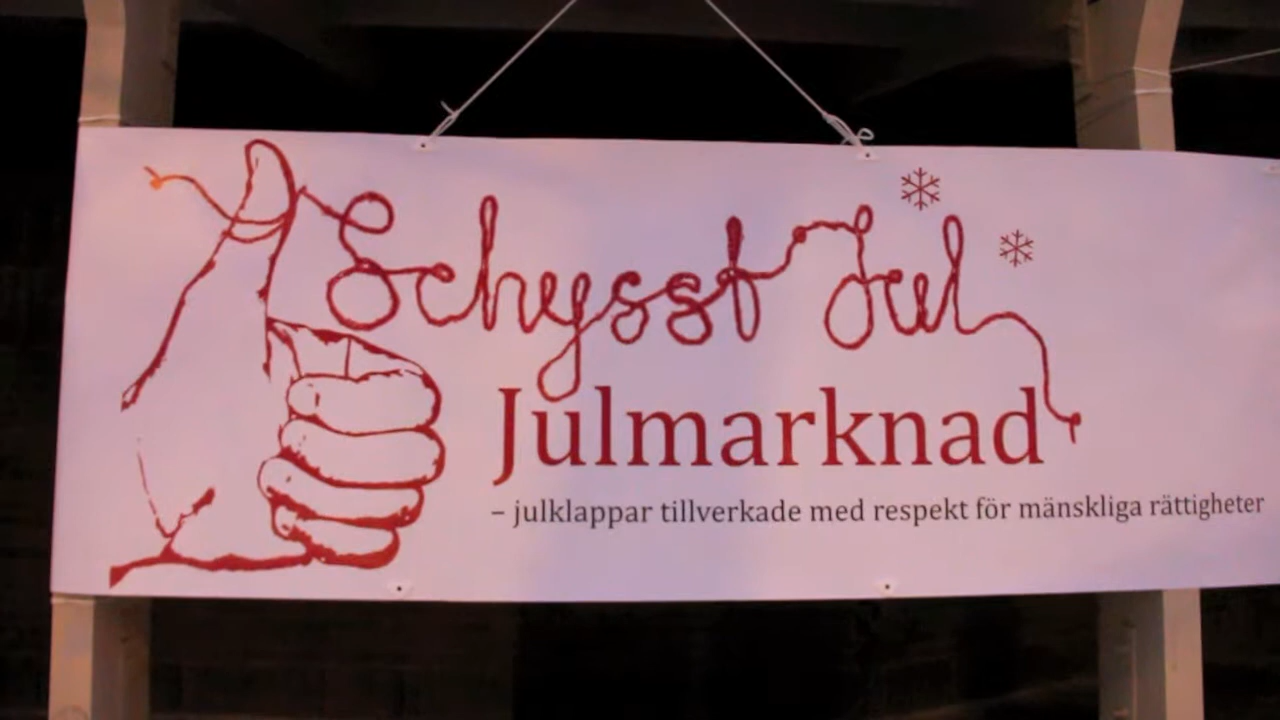 Schysst Jul
Julmarknad
– julklappar tillverkade med respekt för mänskliga rättigheter